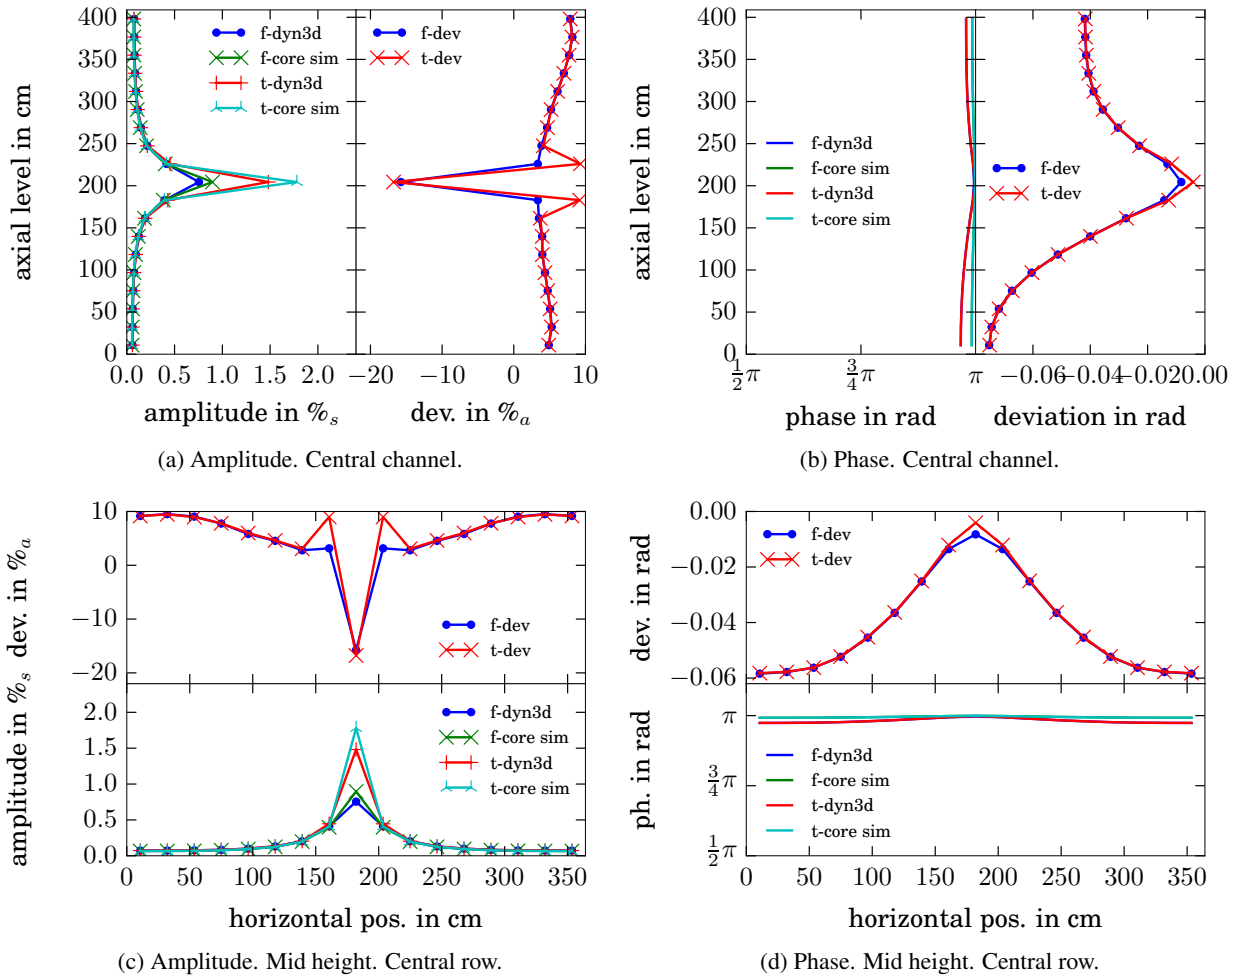 400
350
300
250
200
150
100
50
0
axial level in cm
f-dyn3d
f-core sim
t-dyn3d
t-core sim
f-dev
t-dev
0.0 0.5 1.0 1.5 2.0 −20 −10 0 10
amplitude in %s dev. in %a
(a) Amplitude. Central channel.
400
350
300
250
200
150
100
50
0
axial level in cm
f-dyn3d
f-core sim
t-dyn3d
t-core sim
f-dev
t-dev
1/2π 3/4π π −0.06 −0.04 −0.02 0.00
phase in rad deviation in rad
(b) Phase. Central channel.
10
0
−10
−20
dev. in %a
f-dev
t-dev
2.0
1.5
1.0
0.5
0.0
amplitude in %s
f-dyn3d
f-core sim
t-dyn3d
t-core sim
0 50 100 150 200 250 300 350
horizontal pos. in cm
(c) Amplitude. Mid height. Central row.
0.00
−0.02
−0.04
−0.06
dev. in rad
f-dev
t-dev
π
3/4π
1/2π
ph. in rad
f-dyn3d
f-core sim
t-dyn3d
t-core sim
0 50 100 150 200 250 300 350
horizontal pos. in cm
(d) Phase. Mid height. Central row.